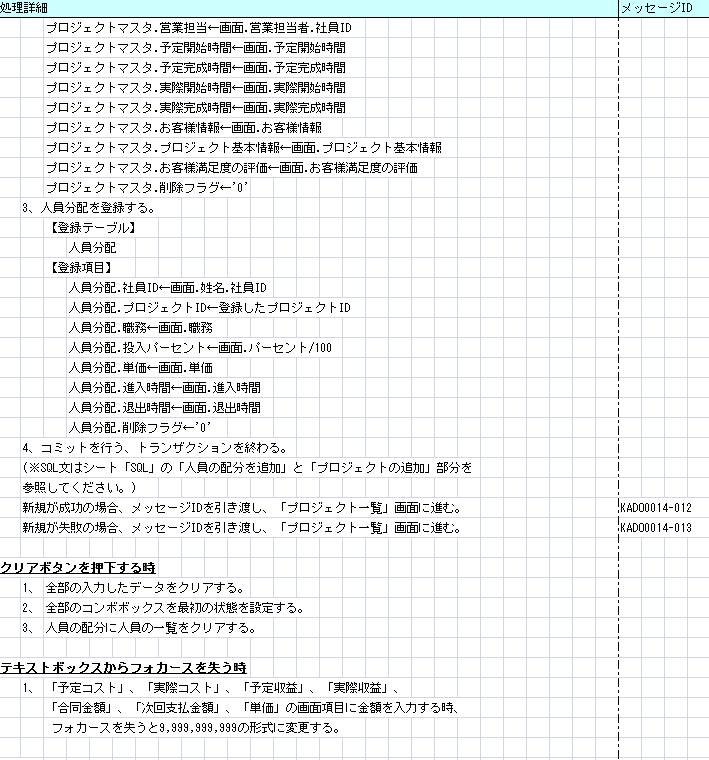 処理詳細 メッセージID
プロジェクトマスタ.営業担当←画面.営業担当者.社員ID
プロジェクトマスタ.予定開始時間←画面.予定開始時間
プロジェクトマスタ.予定完成時間←画面.予定完成時間
プロジェクトマスタ.実際開始時間←画面.実際開始時間
プロジェクトマスタ.実際完成時間←画面.実際完成時間
プロジェクトマスタ.お客様情報←画面.お客様情報
プロジェクトマスタ.プロジェクト基本情報←画面.プロジェクト基本情報
プロジェクトマスタ.お客様満足度の評価←画面.お客様満足度の評価
プロジェクトマスタ.削除フラグ←'0'
3、人員分配を登録する。
【登録テーブル】
人員分配
【登録項目】
人員分配.社員ID←画面.姓名.社員ID
人員分配.プロジェクトID←登録したプロジェクトID
人員分配.職務←画面.職務
人員分配.投入パーセント←画面.パーセント/100
人員分配.単価←画面.単価
人員分配.進入時間←画面.進入時間
人員分配.退出時間←画面.退出時間
人員分配.削除フラグ←'0'
4、コミットを行う、トランザクションを終わる。
(※SQL文はシート「SQL」の「人員の配分を追加」と「プロジェクトの追加」部分を
参照してください。)
新規が成功の場合、メッセージIDを引き渡し、「プロジェクト一覧」画面に進む。 KAD00014-012
新規が失敗の場合、メッセージIDを引き渡し、「プロジェクト一覧」画面に進む。 KAD00014-013
クリアボタンを押下する時
1、 全部の入力したデータをクリアする。
2、 全部のコンボボックスを最初の状態を設定する。
3、 人員の配分に人員の一覧をクリアする。
テキストボックスからフォカースを失う時
1、 「予定コスト」、「実際コスト」、「予定収益」、「実際収益」、
「合同金額」、「次回支払金額」、「単価」の画面項目に金額を入力する時、
フォカースを失うと9,999,999,999の形式に変更する。